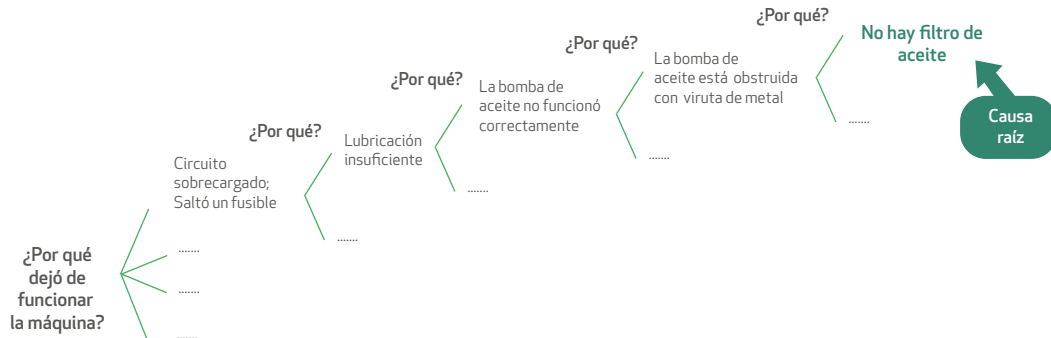 ¿Por qué
dejó de
funcionar
la máquina?
Circuito
sobrecargado;
Saltó un fusible
.......
.......
.......
¿Por qué?
Lubricación
insuficiente
.......
¿Por qué?
La bomba de
aceite no funcionó
correctamente
.......
¿Por qué?
La bomba de
aceite está obstruida
con viruta de metal
.......
¿Por qué?
No hay filtro de
aceite
.......
Causa
raíz